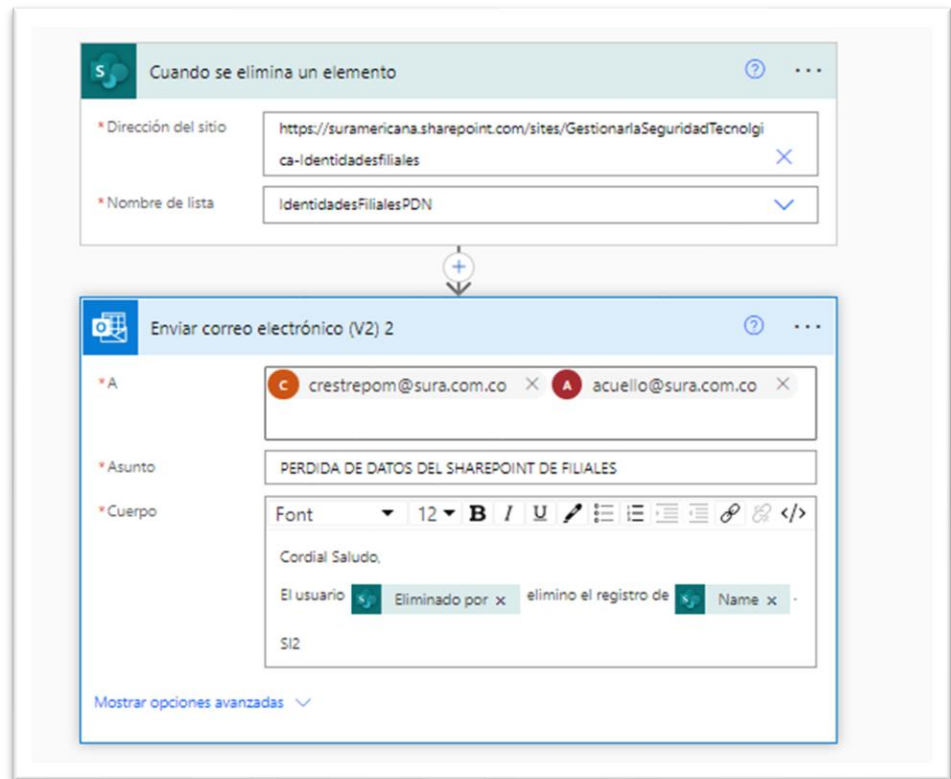 Cuando se elimina un elemento
* Dirección del sitio
https://suramericana.sharepoint.com/sites/GestionarlaSeguridadTecnolgi
ca-Identidadesfiliales
* Nombre de lista
IdentidadesFilialesPDN
Enviar correo electrónico (V2) 2
* A
C crestrepom@sura.com.co × A acuello@sura.com.co ×
* Asunto
PERDIDA DE DATOS DEL SHAREPOINT DE FILIALES
* Cuerpo
Font 12 B I U </>
Cordial Saludo,
El usuario Eliminado por × elimino el registro de Name × .
SI2
Mostrar opciones avanzadas